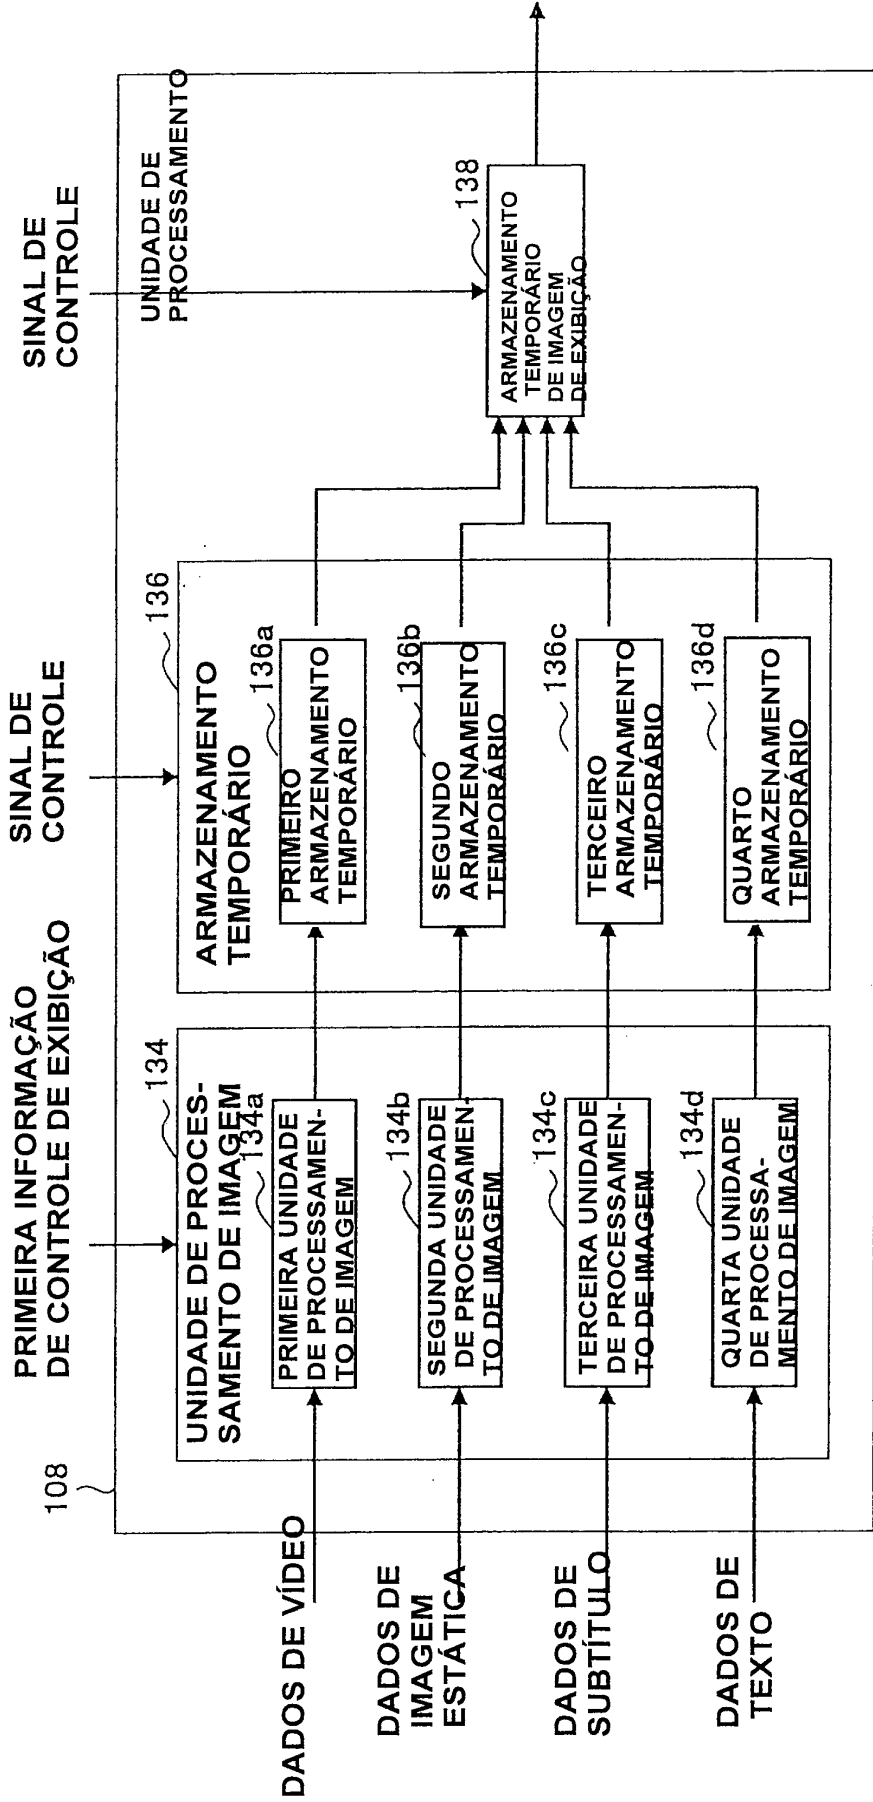 PRIMEIRA INFORMAÇÃO
DE CONTROLE DE EXIBIÇÃO
SINAL DE
CONTROLE
SINAL DE
CONTROLE
108
UNIDADE DE
PROCESSAMENTO
134
UNIDADE DE PROCES-
SAMENTO DE IMAGEM
136
ARMAZENAMENTO
TEMPORÁRIO
DADOS DE VÍDEO
134a
PRIMEIRA UNIDADE
DE PROCESSAMEN-
TO DE IMAGEM
136a
PRIMEIRO
ARMAZENAMENTO
TEMPORÁRIO
138
ARMAZENAMENTO
TEMPORÁRIO
DE IMAGEM
DE EXIBIÇÃO
DADOS DE
IMAGEM
ESTÁTICA
134b
SEGUNDA UNIDADE
DE PROCESSAMEN-
TO DE IMAGEM
136b
SEGUNDO
ARMAZENAMENTO
TEMPORÁRIO
DADOS DE
SUBTÍTULO
134c
TERCEIRA UNIDADE
DE PROCESSAMEN-
TO DE IMAGEM
136c
TERCEIRO
ARMAZENAMENTO
TEMPORÁRIO
DADOS DE
TEXTO
134d
QUARTA UNIDADE
DE PROCESSA-
MENTO DE IMAGEM
136d
QUARTO
ARMAZENAMENTO
TEMPORÁRIO